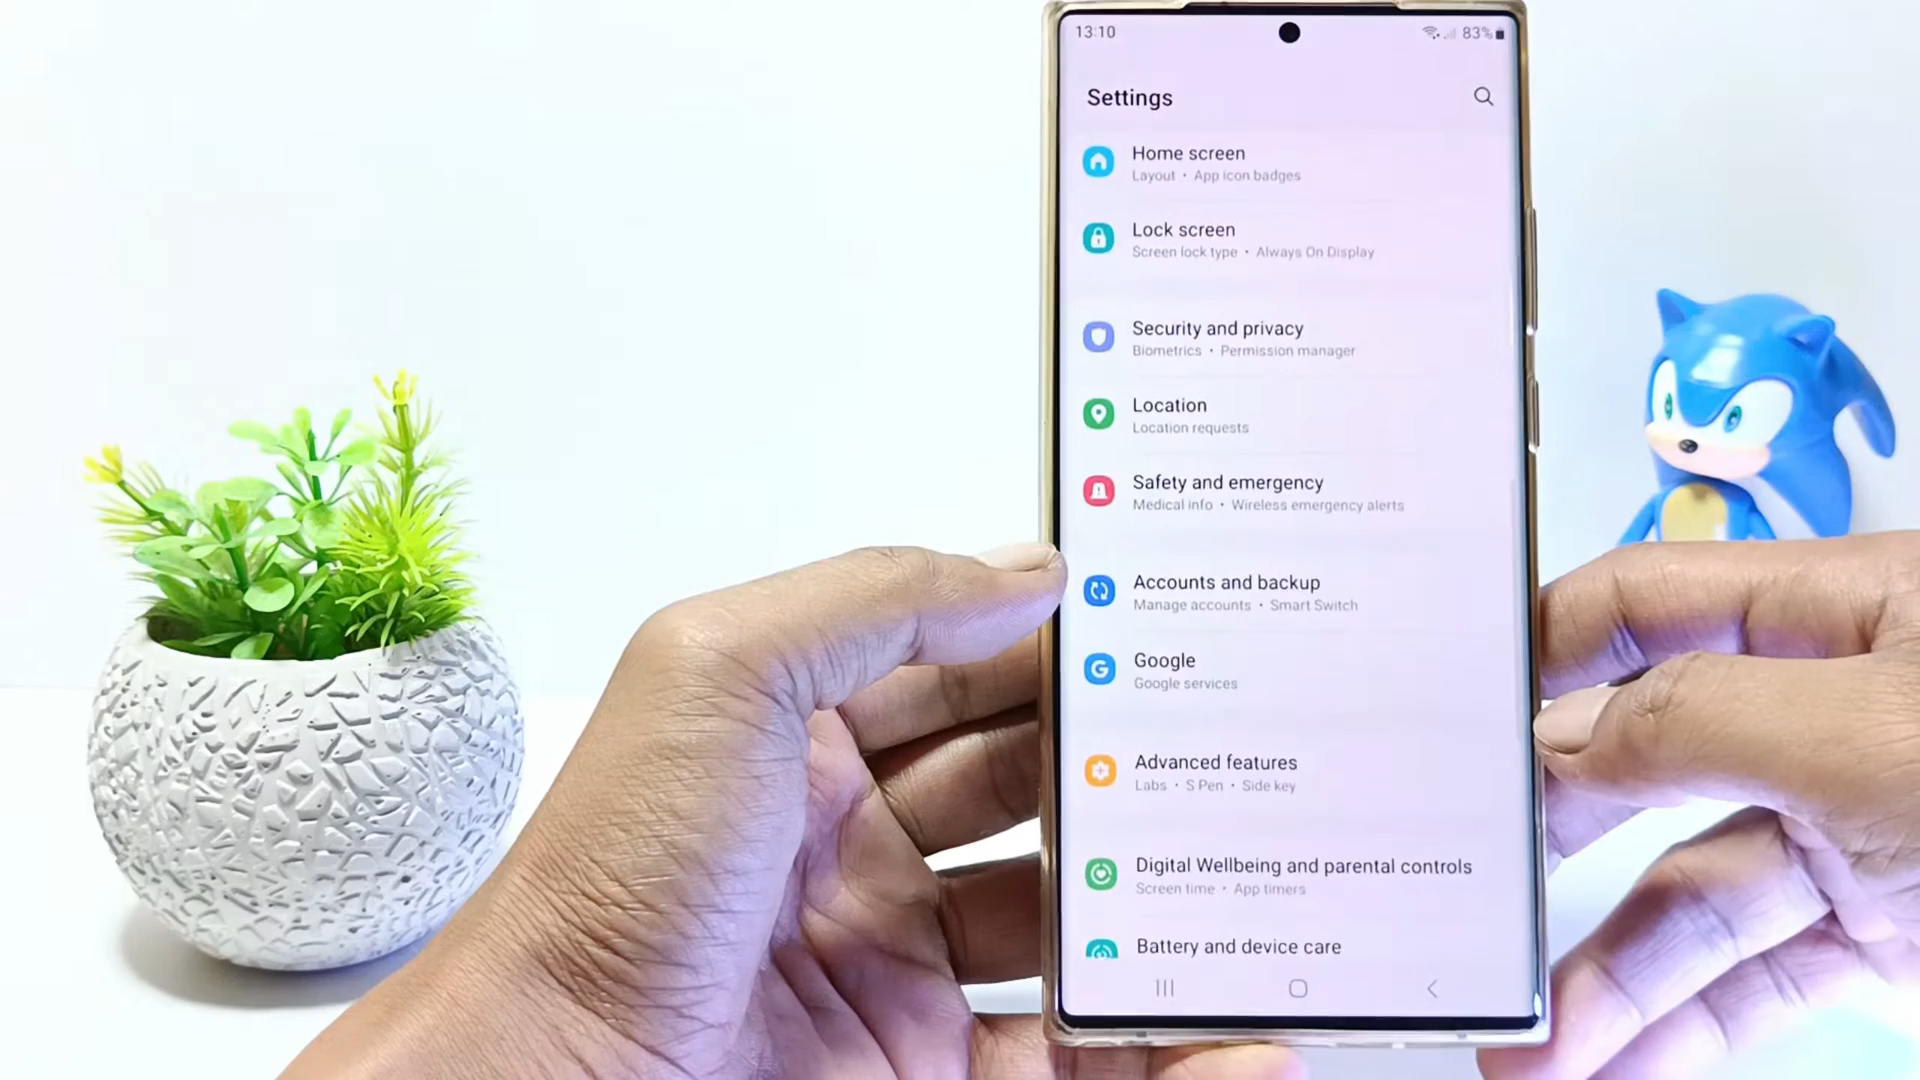 13:10
83%
Settings
Home screen
Layout • App icon badges
Lock screen
Screen lock type • Always On Display
Security and privacy
Biometrics • Permission manager
Location
Location requests
Safety and emergency
Medical info • Wireless emergency alerts
Accounts and backup
Manage accounts • Smart Switch
Google
Google services
Advanced features
Labs • S Pen • Side key
Digital Wellbeing and parental controls
Screen time • App timers
Battery and device care